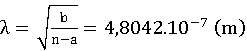 λ = √(b/(n−a)) = 4,8042.10⁻⁷ (m)